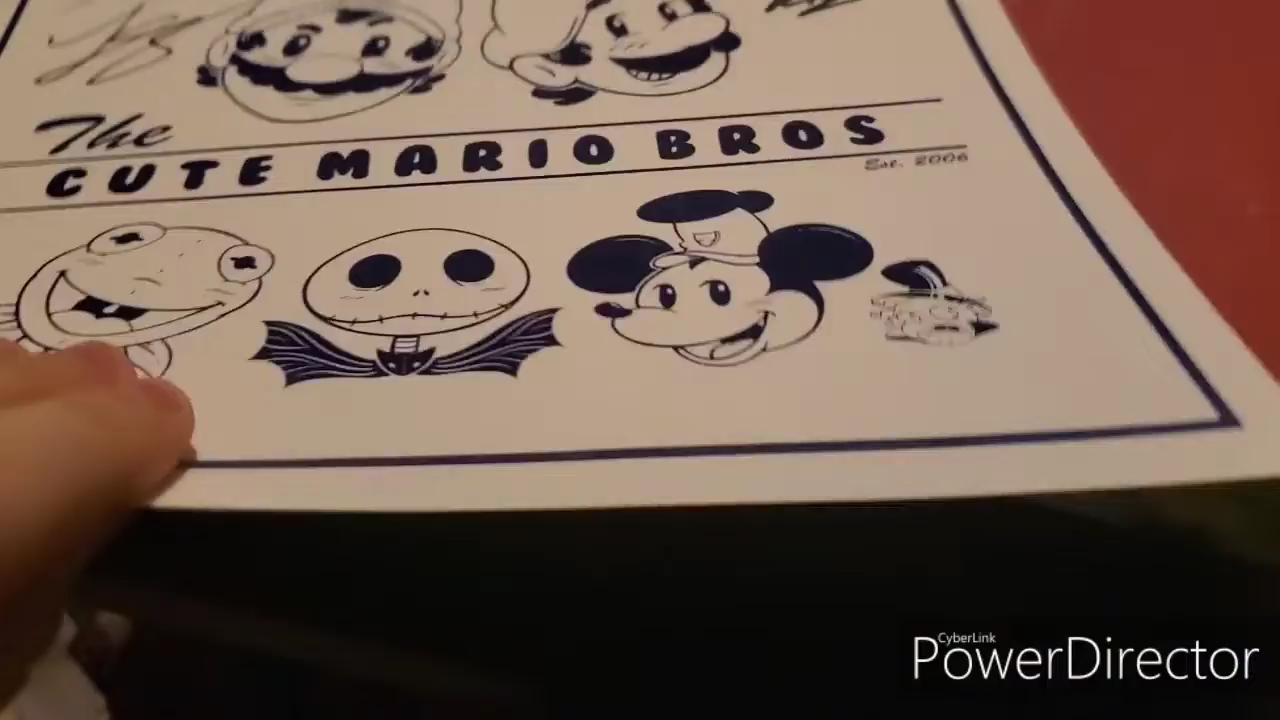 The
CUTE MARIO BROS
Est. 2006
CyberLink
PowerDirector